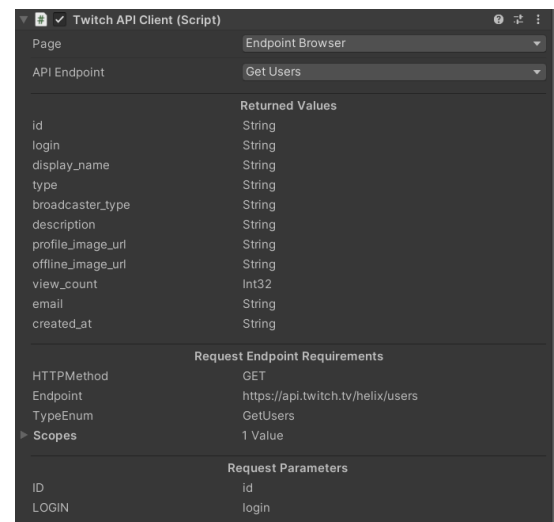 # Twitch API Client (Script)
Page Endpoint Browser
API Endpoint Get Users
Returned Values
id String
login String
display_name String
type String
broadcaster_type String
description String
profile_image_url String
offline_image_url String
view_count Int32
email String
created_at String
Request Endpoint Requirements
HTTPMethod GET
Endpoint https://api.twitch.tv/helix/users
TypeEnum GetUsers
Scopes 1 Value
Request Parameters
ID id
LOGIN login